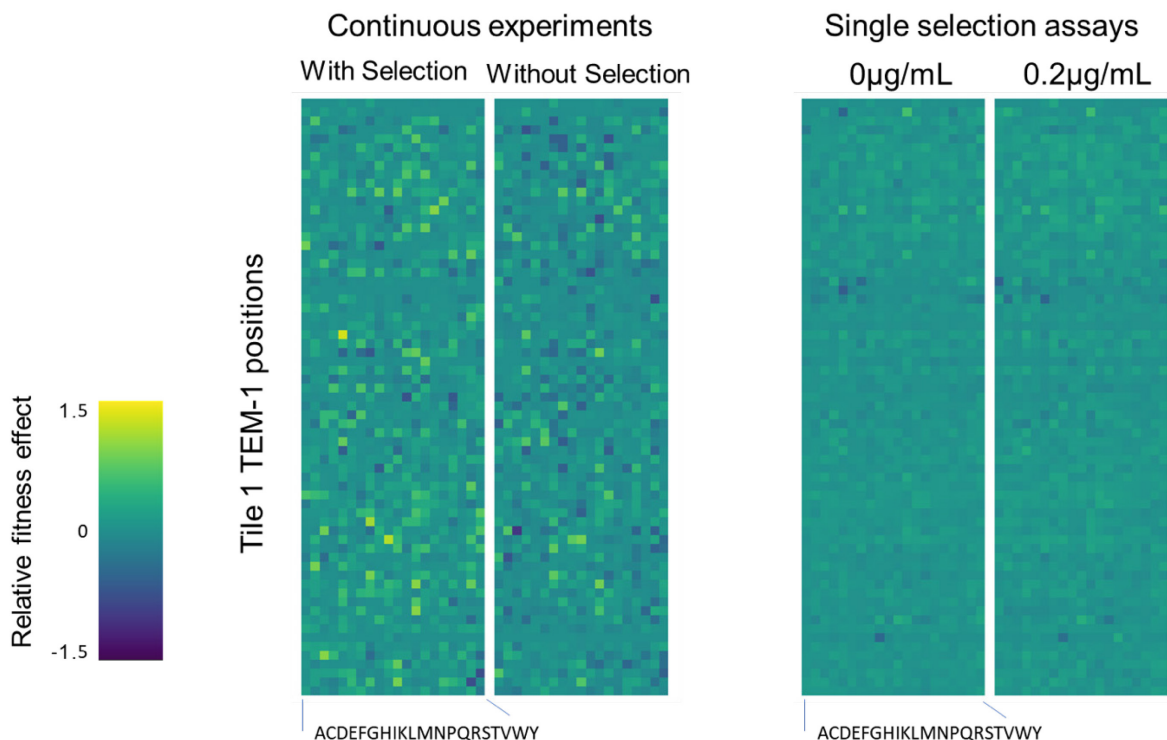 Continuous experiments
Single selection assays
With Selection
Without Selection
0µg/mL
0.2µg/mL
Relative fitness effect
1.5
0
-1.5
Tile 1 TEM-1 positions
ACDEFGHIKLMNPQRSTVWY
ACDEFGHIKLMNPQRSTVWY